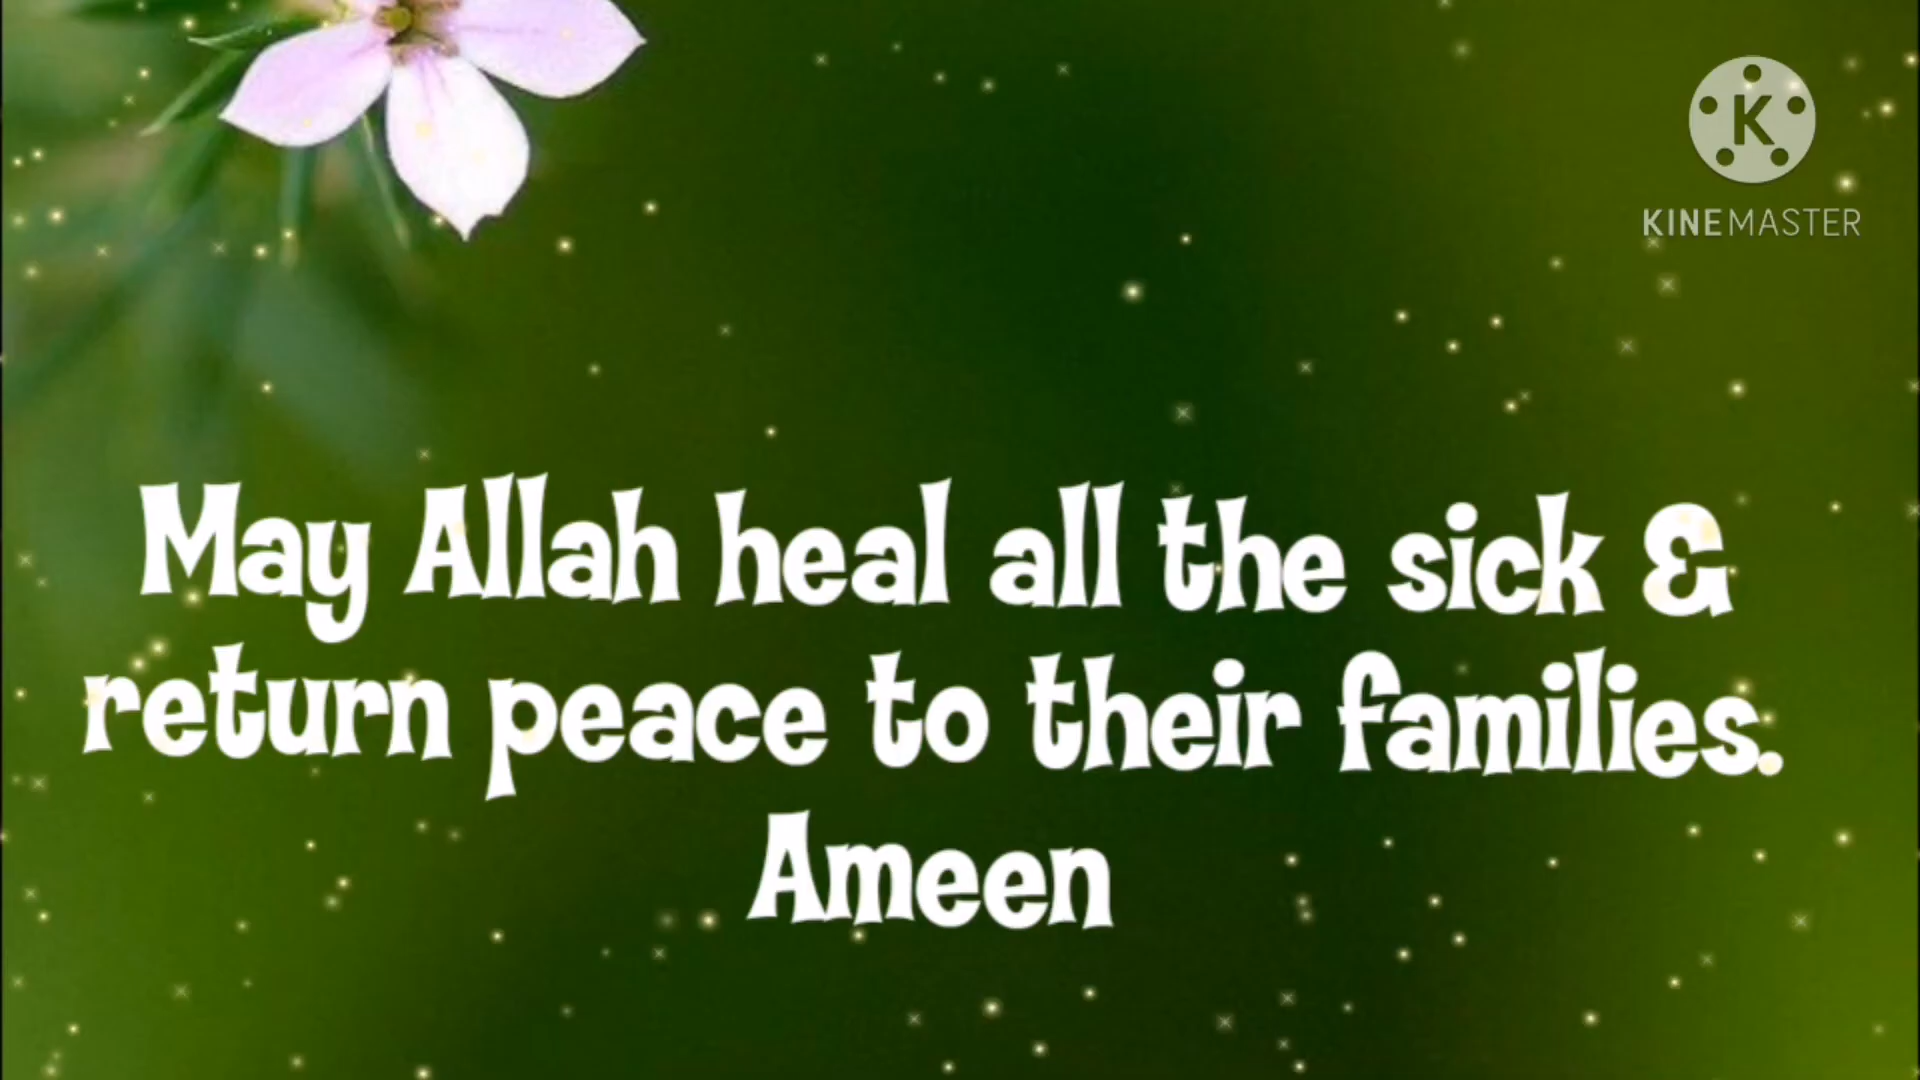 K
KINEMASTER
May Allah heal all the sick &
return peace to their families.
Ameen